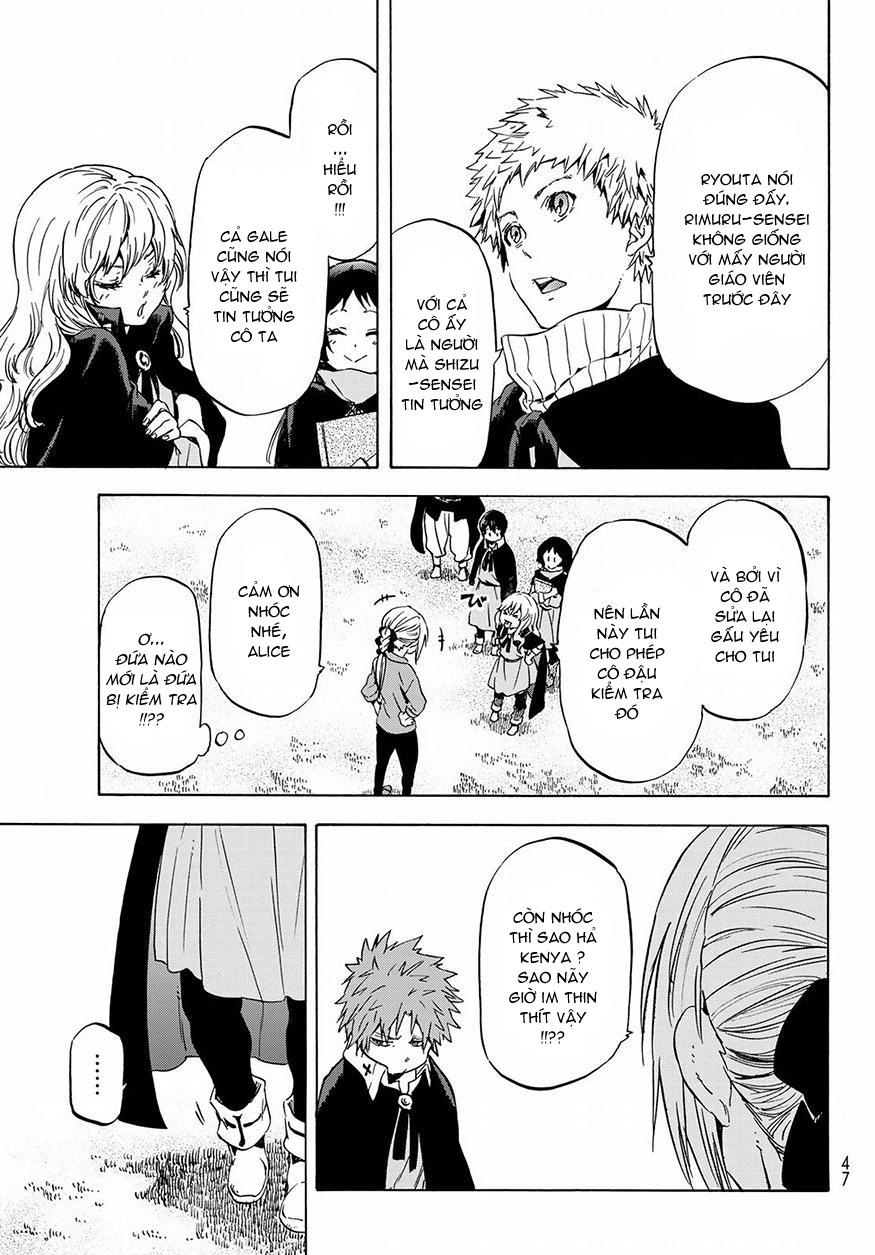 RYOUTA NÓI
ĐÚNG ĐẤY.
RIMURU-SENSEI
KHÔNG GIỐNG
VỚI MẤY NGƯỜI
GIÁO VIÊN
TRƯỚC ĐÂY
VỚI CẢ
CÔ ẤY
LÀ NGƯỜI
MÀ SHIZU
-SENSEI
TIN TƯỞNG
RỒI
...
HIỂU
RỒI
!!!
CẢ GALE
CŨNG NÓI
VẬY THÌ TUI
CŨNG SẼ
TIN TƯỞNG
CÔ TA
VÀ BỞI VÌ
CÔ ĐÃ
SỬA LẠI
GẤU YÊU
CHO TUI
NÊN LẦN
NÀY TUI
CHO PHÉP
CÔ ĐẬU
KIỂM TRA
ĐÓ
び
CẢM ƠN
NHÓC
NHÉ,
ALICE
Ơ...
ĐỨA NÀO
MỚI LÀ ĐỨA
BỊ KIỂM TRA
!!??
CÒN NHÓC
THÌ SAO HẢ
KENYA ?
SAO NÃY
GIỜ IM THIN
THÍT VẬY
!!??
......
47